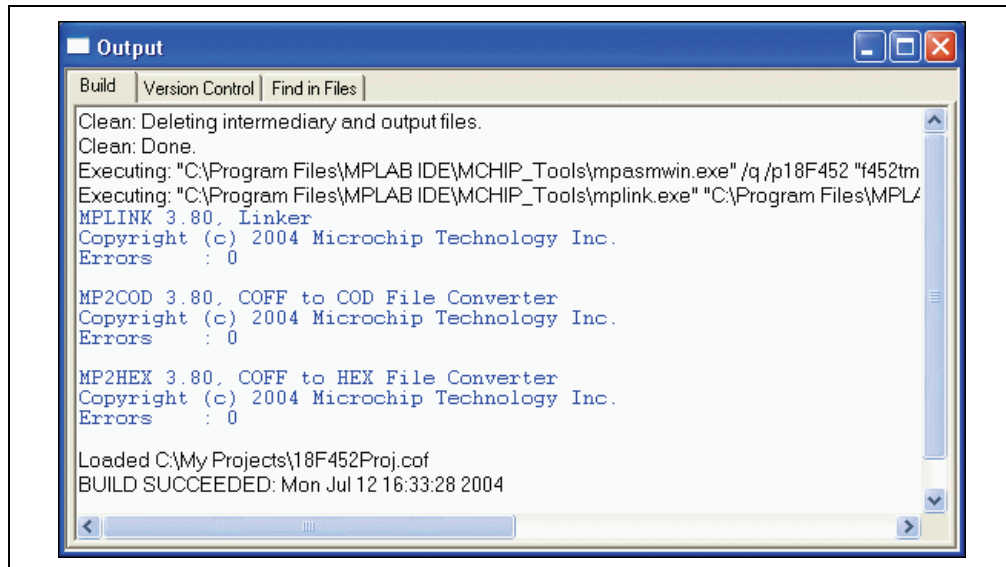 Output
Build Version Control Find in Files
Clean: Deleting intermediary and output files.
Clean: Done.
Executing: "C:\Program Files\MPLAB IDE\MCHIP_Tools\mpasmwin.exe" /q /p18F452 "f452tm
Executing: "C:\Program Files\MPLAB IDE\MCHIP_Tools\mplink.exe" "C:\Program Files\MPLA
MPLINK 3.80, Linker
Copyright (c) 2004 Microchip Technology Inc.
Errors    : 0
MP2COD 3.80, COFF to COD File Converter
Copyright (c) 2004 Microchip Technology Inc.
Errors    : 0
MP2HEX 3.80, COFF to HEX File Converter
Copyright (c) 2004 Microchip Technology Inc.
Errors    : 0
Loaded C:\My Projects\18F452Proj.cof
BUILD SUCCEEDED: Mon Jul 12 16:33:28 2004